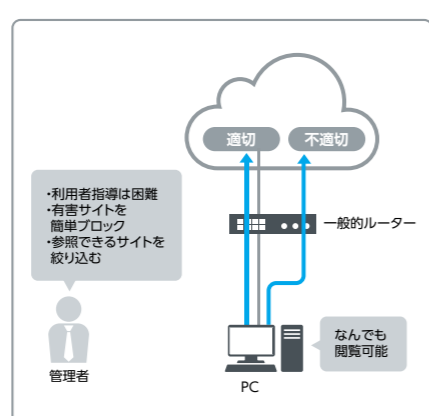 適切
不適切
・利用者指導は困難
・有害サイトを
簡単ブロック
・参照できるサイトを
絞り込む
一般的ルーター
管理者
PC
なんでも
閲覧可能